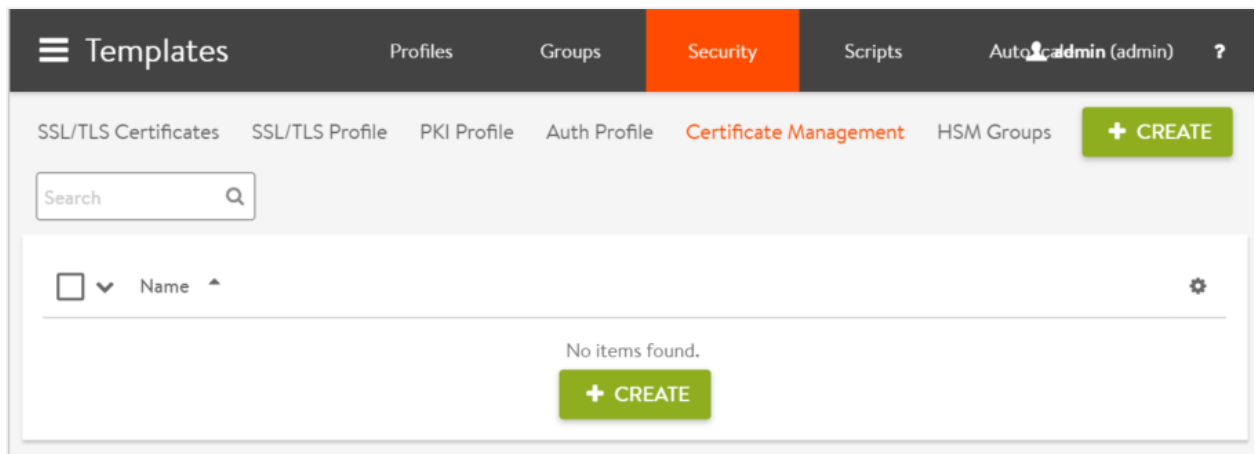 Templates Profiles Groups Security Scripts admin (admin) ?
SSL/TLS Certificates SSL/TLS Profile PKI Profile Auth Profile Certificate Management HSM Groups + CREATE
Search
Name
No items found.
+ CREATE